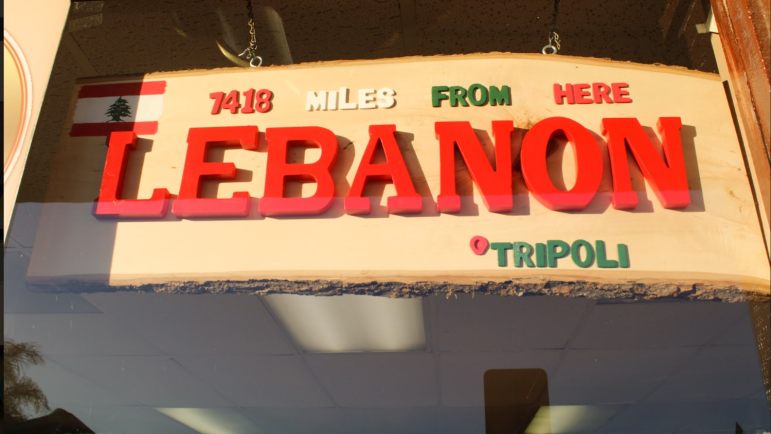 7418 MILES FROM HERE
LEBANON
TRIPOLI